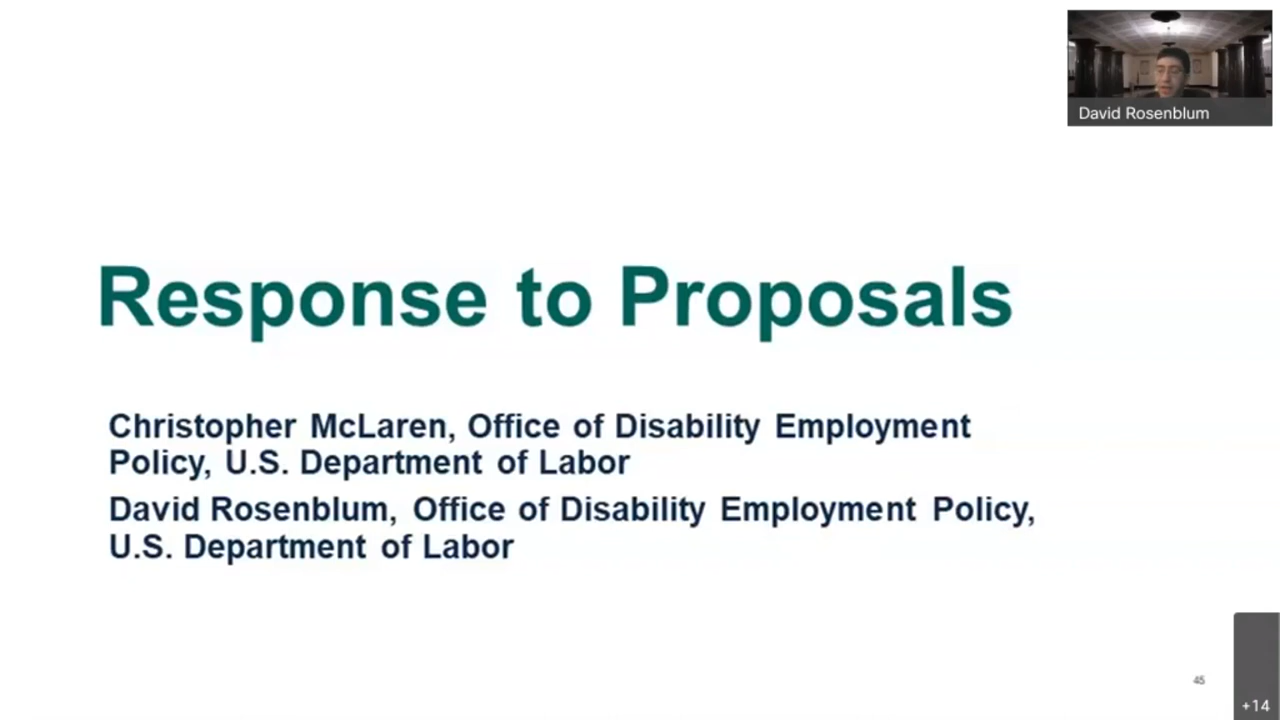 David Rosenblum
Response to Proposals
Christopher McLaren, Office of Disability Employment
Policy, U.S. Department of Labor
David Rosenblum, Office of Disability Employment Policy,
U.S. Department of Labor
45
+14